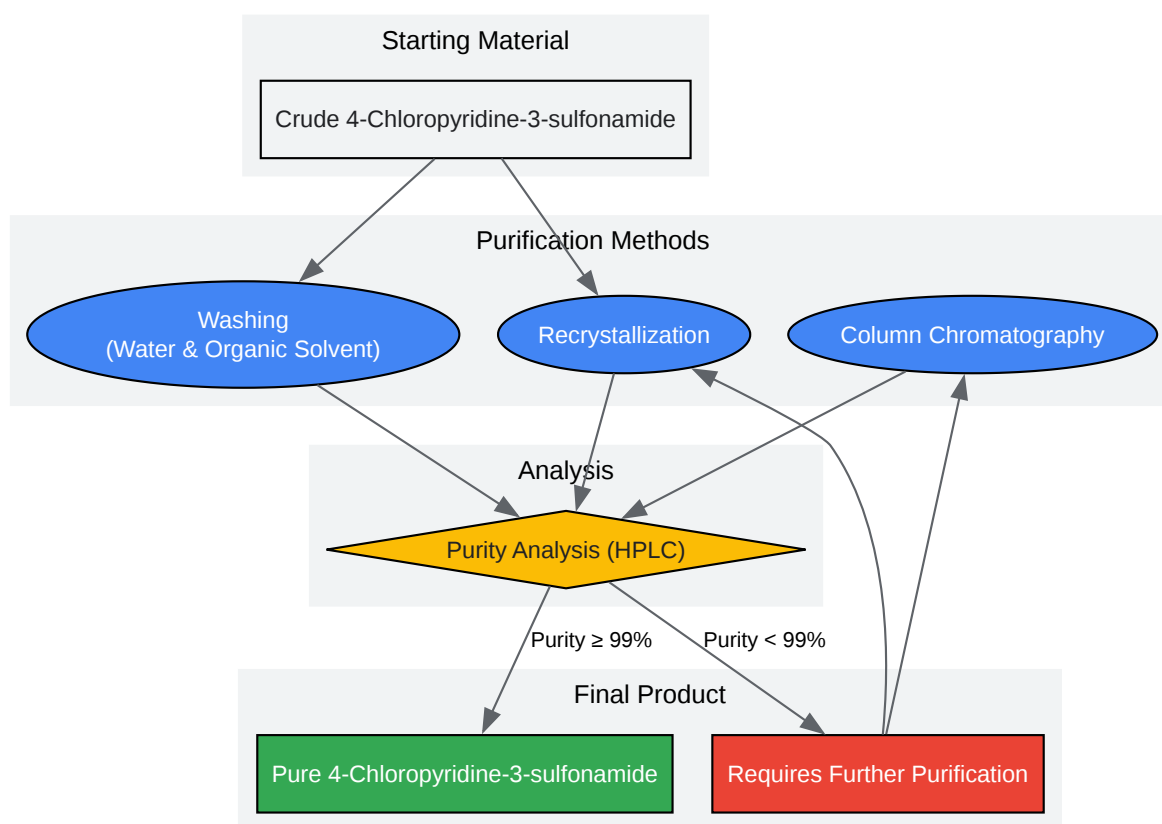 Starting Material
Crude 4-Chloropyridine-3-sulfonamide
Purification Methods
Washing
(Water & Organic Solvent)
Recrystallization
Column Chromatography
Analysis
Purity Analysis (HPLC)
Purity ≥ 99%
Purity < 99%
Final Product
Pure 4-Chloropyridine-3-sulfonamide
Requires Further Purification